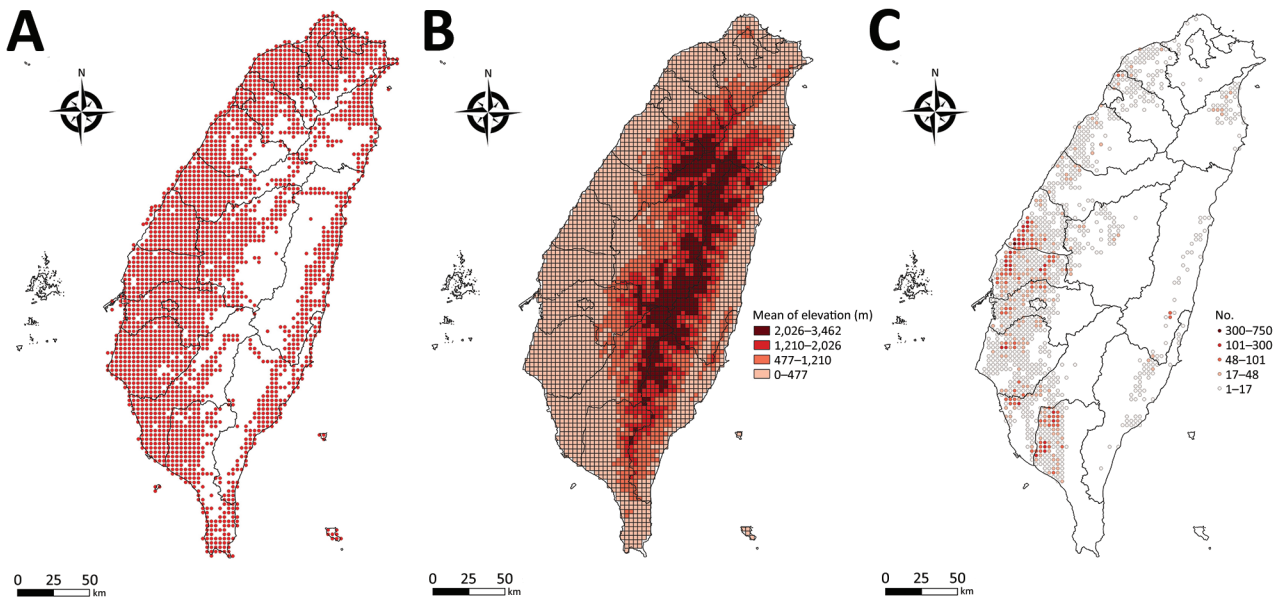 A
N
0 25 50
km
B
N
Mean of elevation (m)
2,026–3,462
1,210–2,026
477–1,210
0–477
0 25 50
km
C
N
No.
300–750
101–300
48–101
17–48
1–17
0 25 50
km